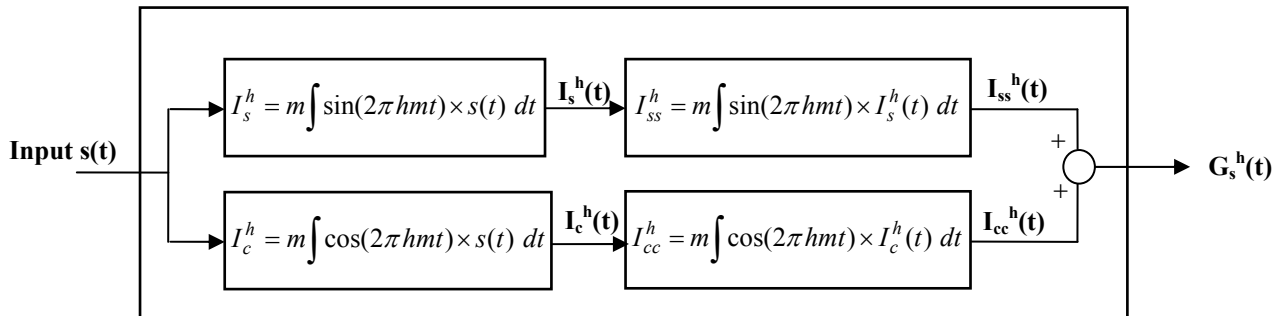 Input s(t)
I_s^h = m∫sin(2πhmt)×s(t) dt
I_s^h(t)
I_ss^h = m∫sin(2πhmt)×I_s^h(t) dt
I_ss^h(t)
+
+
G_s^h(t)
I_c^h = m∫cos(2πhmt)×s(t) dt
I_c^h(t)
I_cc^h = m∫cos(2πhmt)×I_c^h(t) dt
I_cc^h(t)